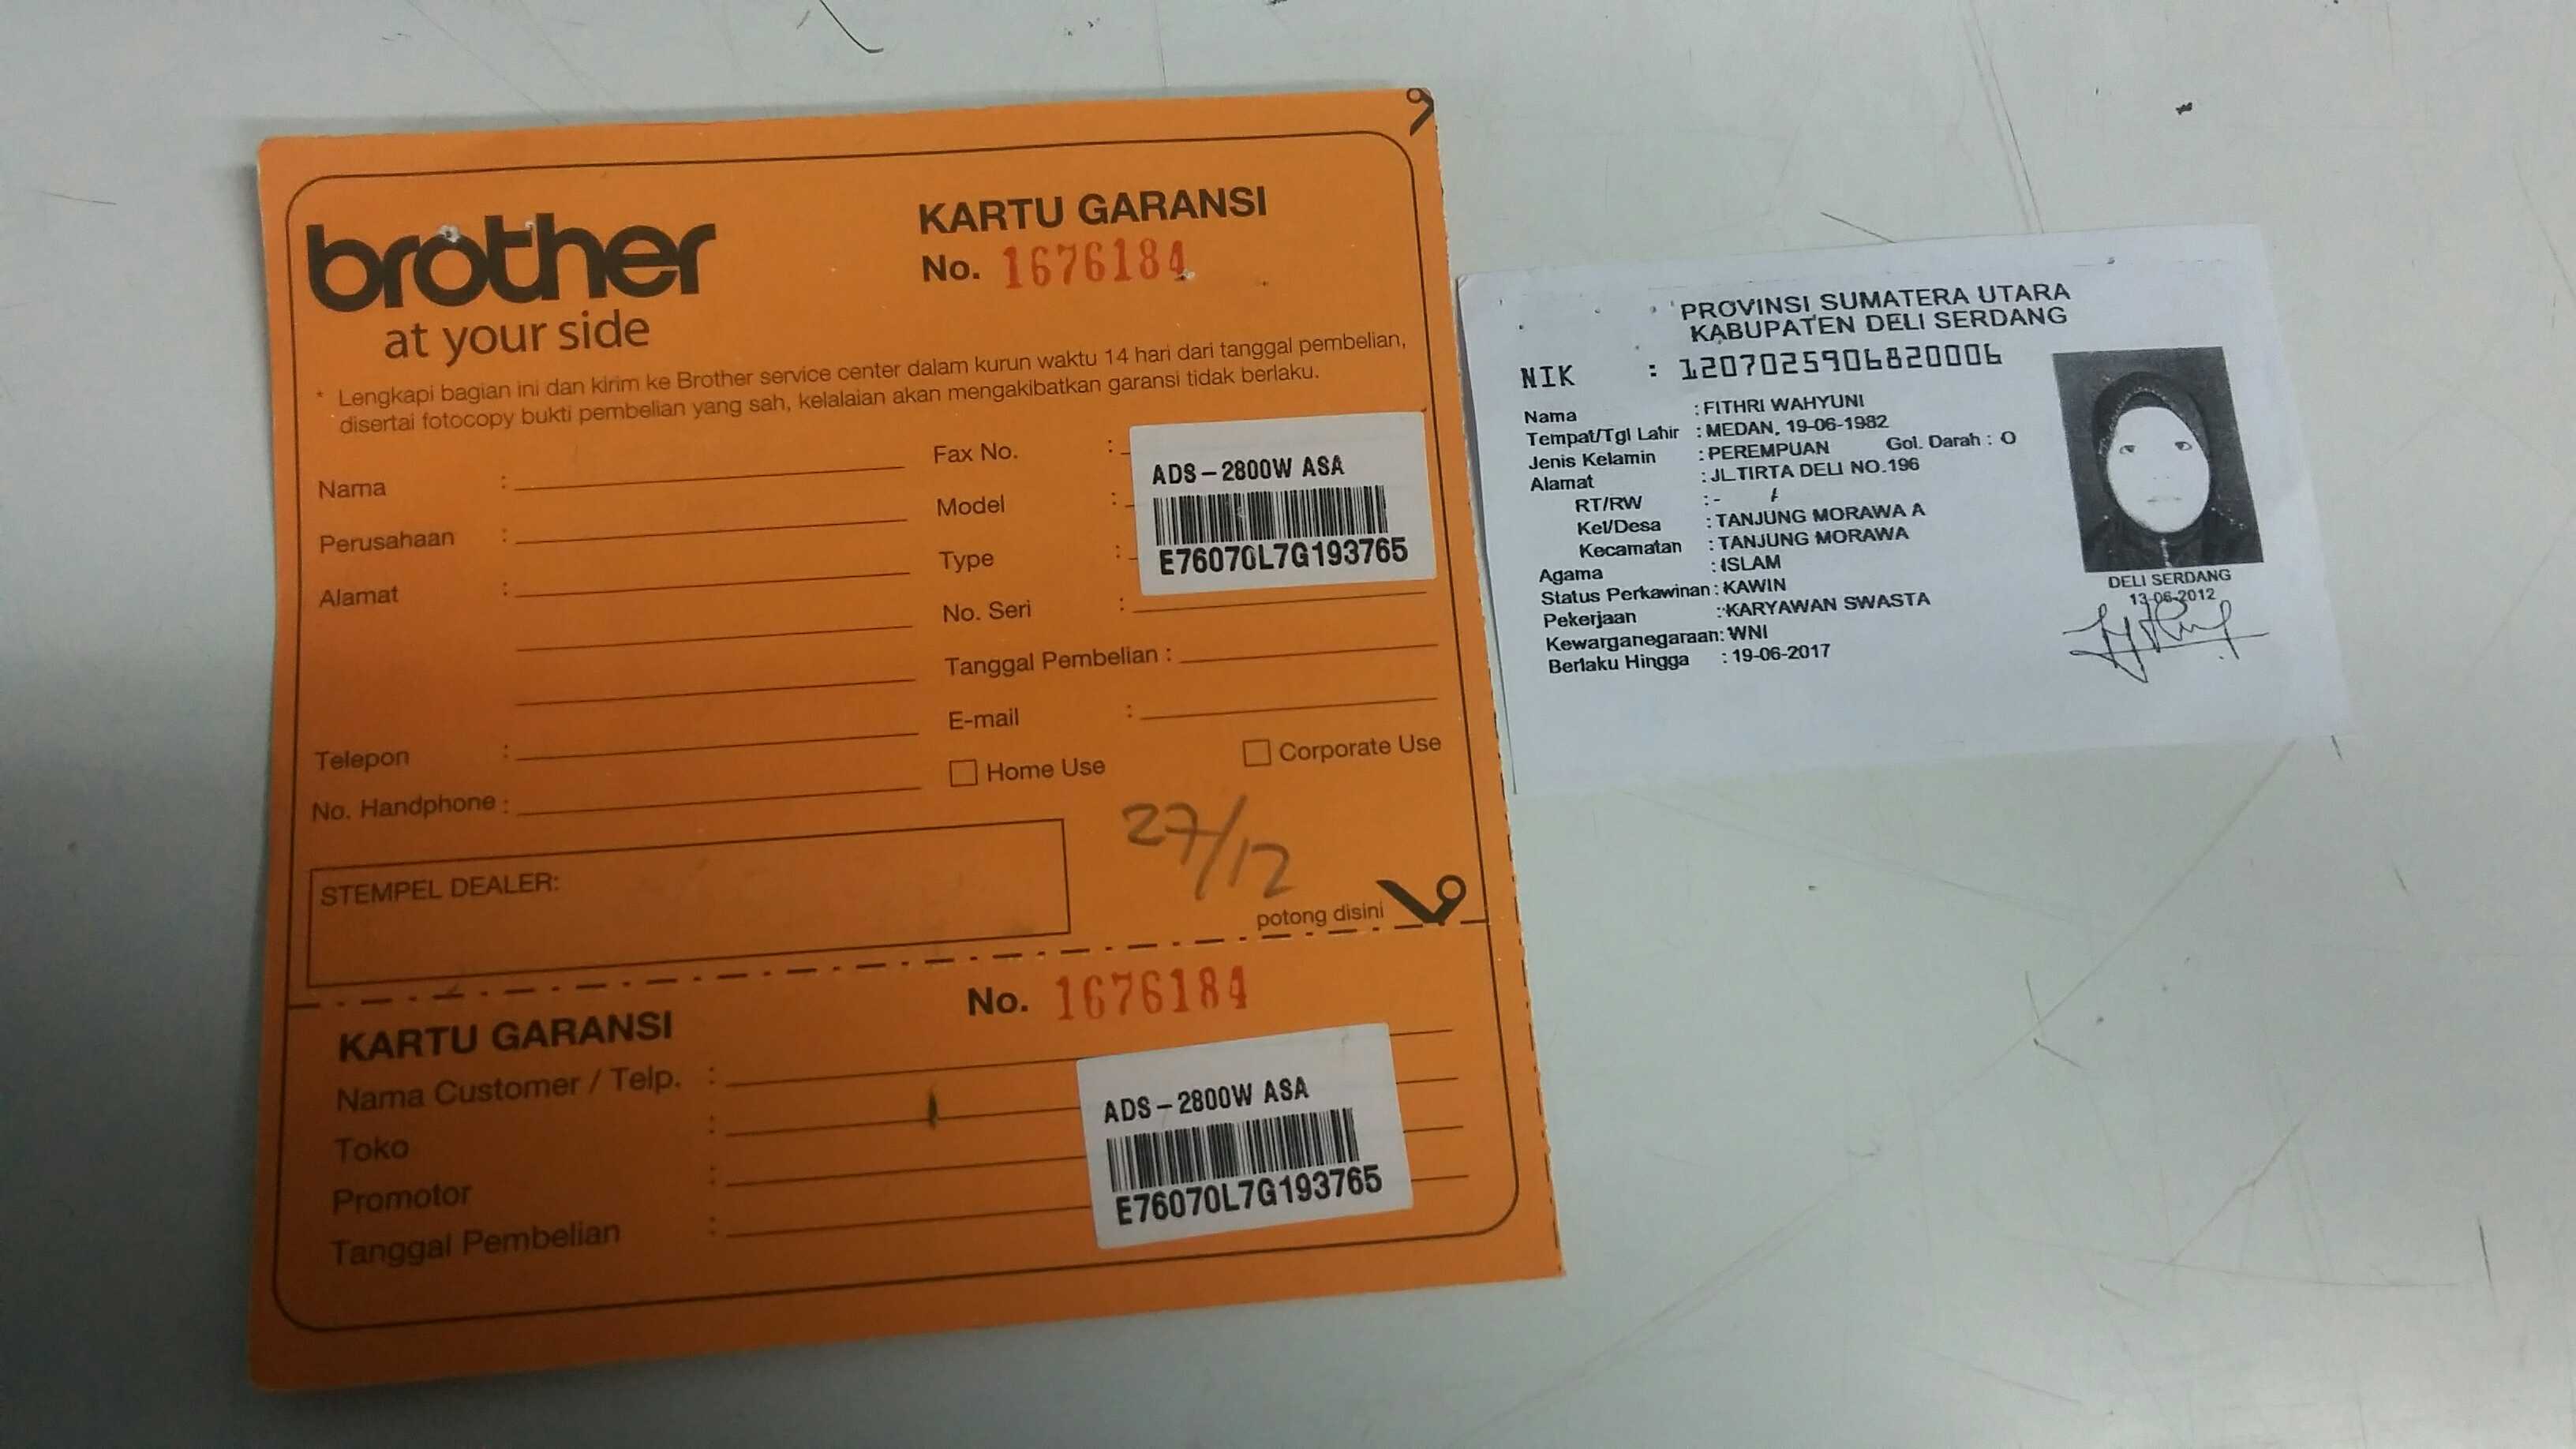 brother
at your side
KARTU GARANSI
No. 1676184
* Lengkapi bagian ini dan kirim ke Brother service center dalam kurun waktu 14 hari dari tanggal pembelian,
disertai fotocopy bukti pembelian yang sah, kelalaian akan mengakibatkan garansi tidak berlaku.
Nama :
Perusahaan :
Alamat :
Telepon :
No. Handphone :
Fax No. :
Model :
Type :
No. Seri :
Tanggal Pembelian :
E-mail :
ADS-2800W ASA
E76070L7G193765
Home Use
Corporate Use
27/12
STEMPEL DEALER:
potong disini
KARTU GARANSI
No. 1676184
Nama Customer / Telp. :
Toko :
Promotor :
Tanggal Pembelian :
ADS-2800W ASA
E76070L7G193765
PROVINSI SUMATERA UTARA
KABUPATEN DELI SERDANG
NIK : 1207025906820006
Nama : FITHRI WAHYUNI
Tempat/Tgl Lahir : MEDAN, 19-06-1982
Jenis Kelamin : PEREMPUAN Gol. Darah : O
Alamat : JL.TIRTA DELI NO.196
RT/RW : - /
Kel/Desa : TANJUNG MORAWA A
Kecamatan : TANJUNG MORAWA
Agama : ISLAM
Status Perkawinan : KAWIN
Pekerjaan : KARYAWAN SWASTA
Kewarganegaraan: WNI
Berlaku Hingga : 19-06-2017
DELI SERDANG
13-06-2012